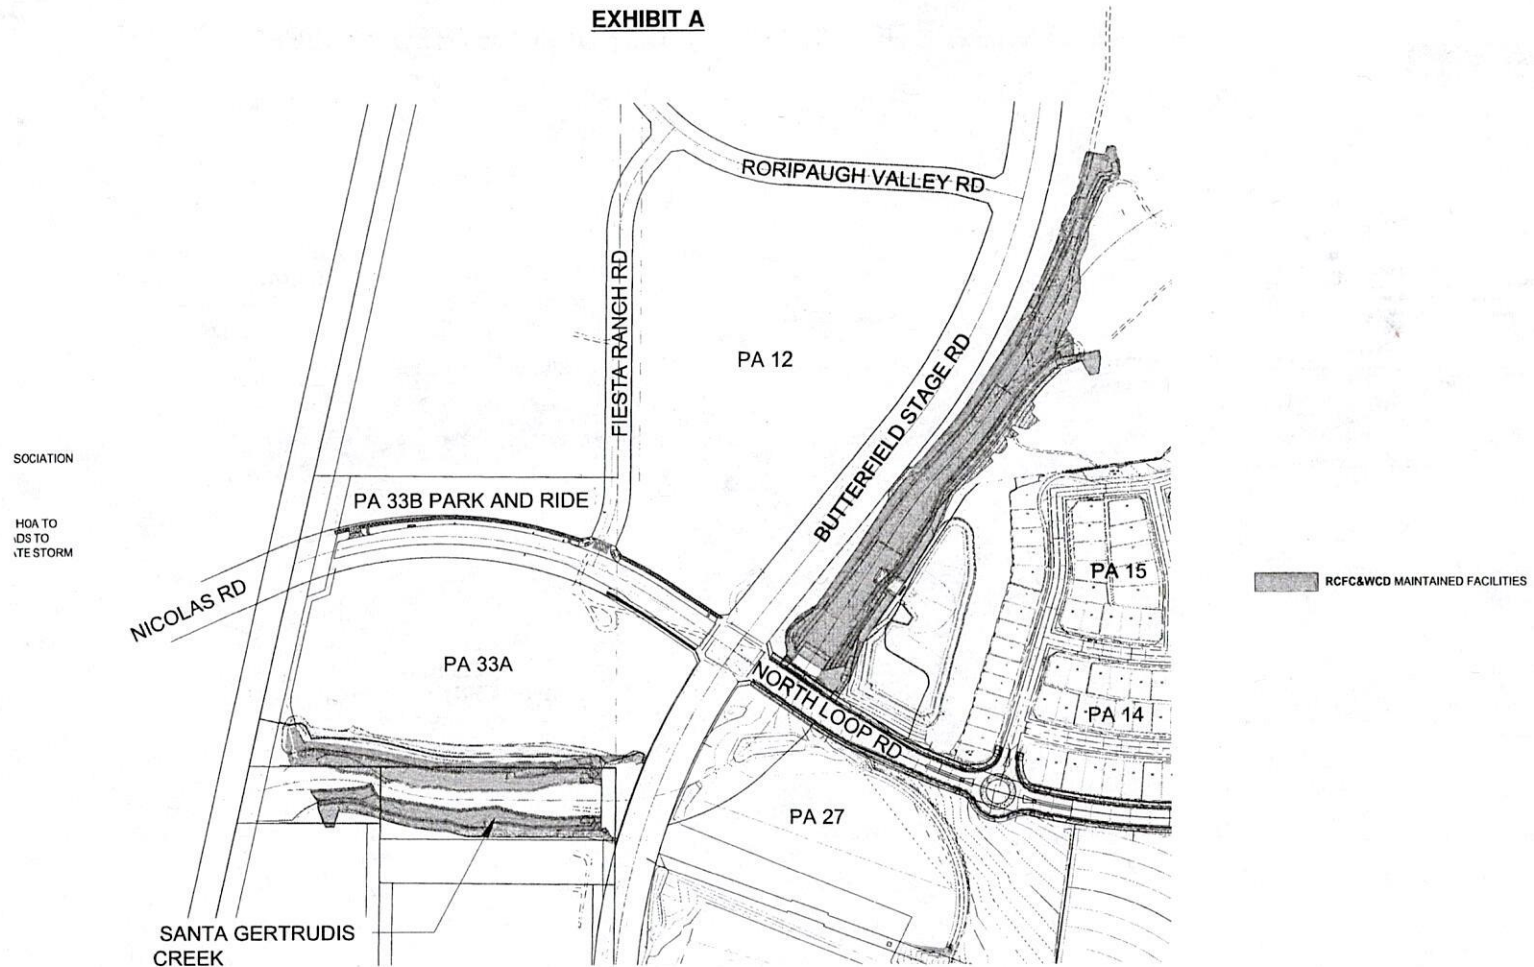 EXHIBIT A
RORIPAUGH VALLEY RD
FIESTA RANCH RD
PA 12
BUTTERFIELD STAGE RD
SOCIATION
PA 33B PARK AND RIDE
HOA TO
DS TO
TE STORM
PA 15
RCFC&WCD MAINTAINED FACILITIES
NICOLAS RD
PA 33A
NORTH LOOP RD
PA 14
PA 27
SANTA GERTRUDIS
CREEK